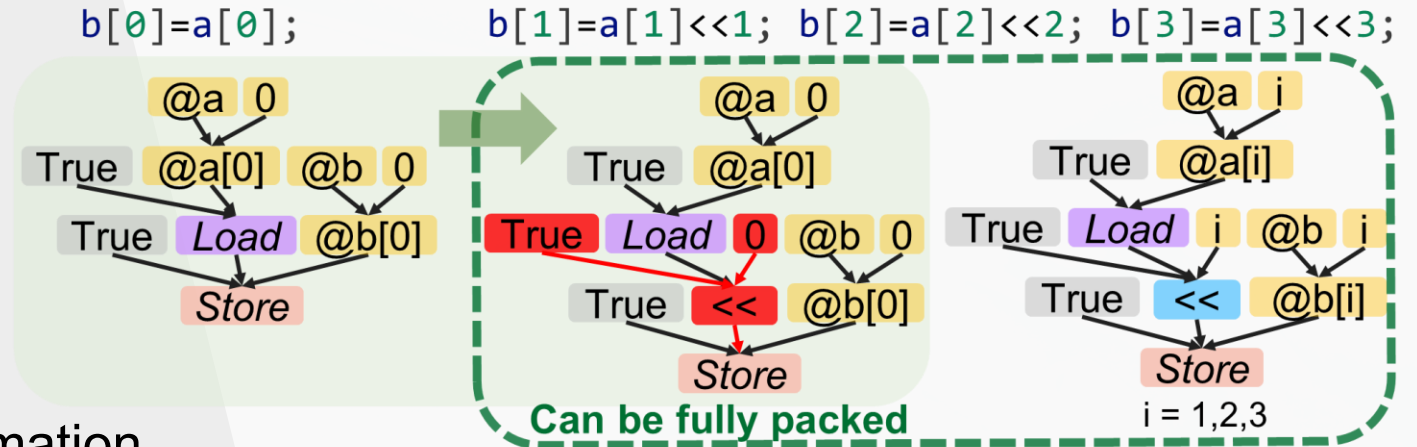 b[0]=a[0];
b[1]=a[1]<<1; b[2]=a[2]<<2; b[3]=a[3]<<3;
@a 0
True @a[0] @b 0
True Load @b[0]
Store
@a 0
True @a[0]
True Load 0 @b 0
True << @b[0]
Store
Can be fully packed
@a i
True @a[i]
True Load i @b i
True << @b[i]
Store
i = 1,2,3